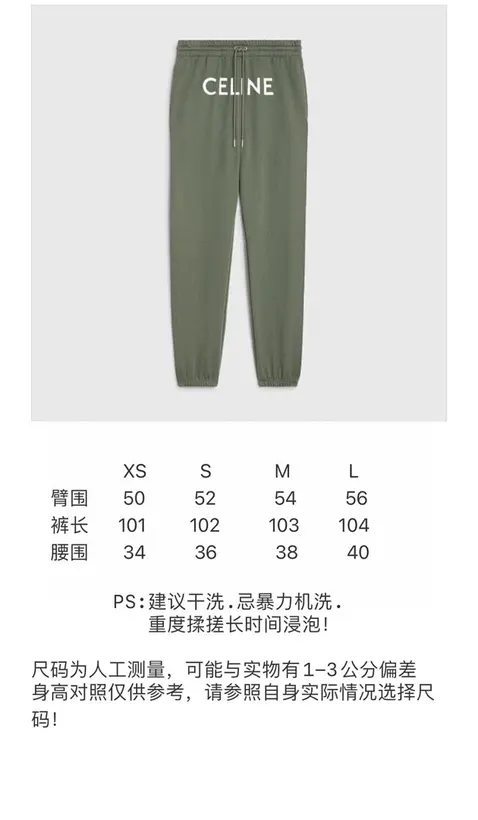 CELINE
XS S M L
臂围 50 52 54 56
裤长 101 102 103 104
腰围 34 36 38 40
PS:建议干洗.忌暴力机洗.
重度揉搓长时间浸泡!
尺码为人工测量，可能与实物有1-3公分偏差
身高对照仅供参考，请参照自身实际情况选择尺
码!